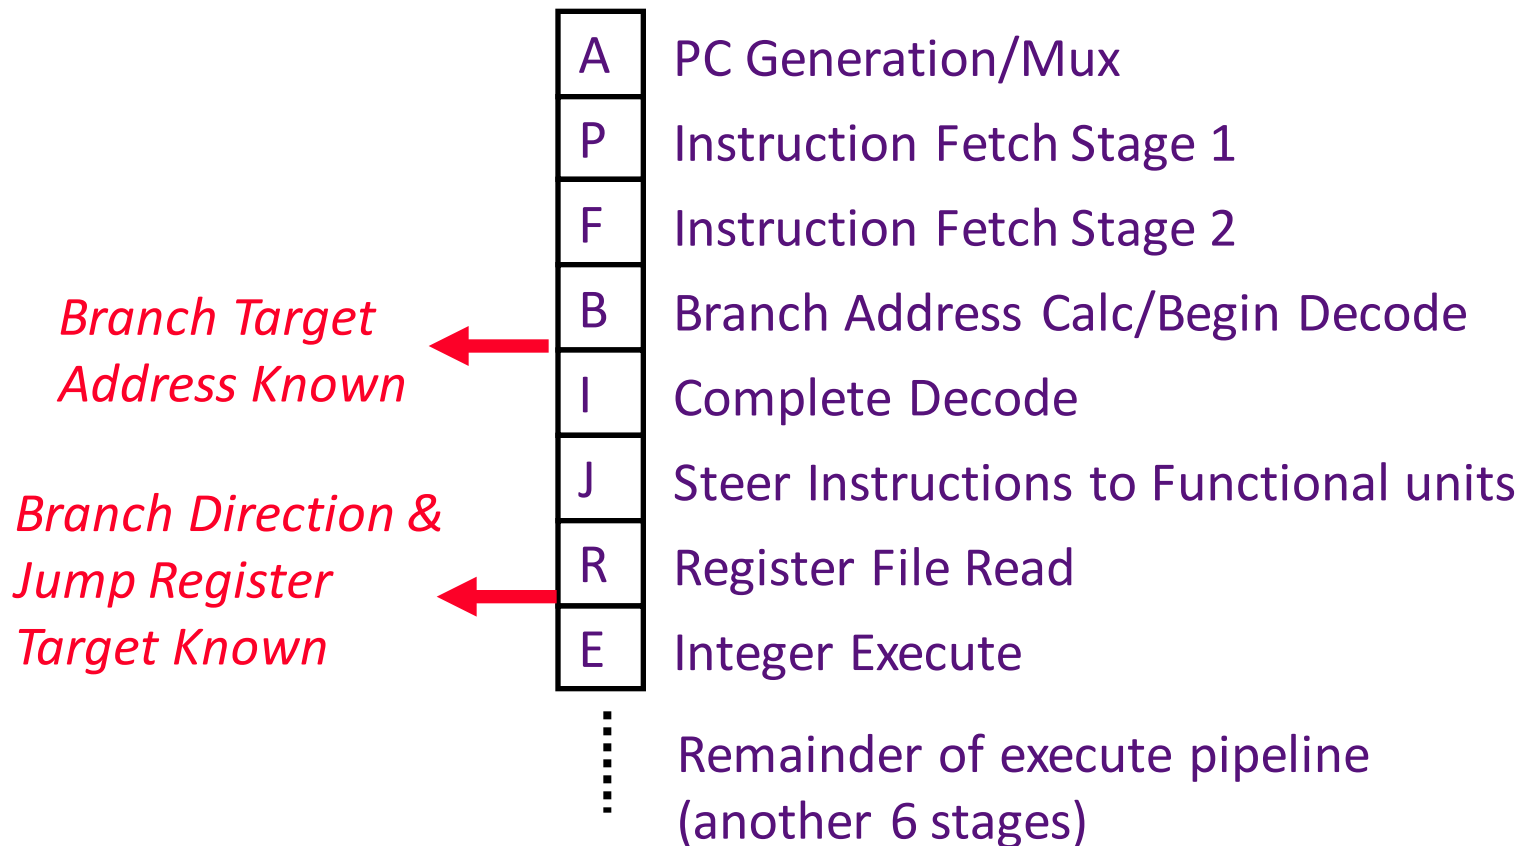 A PC Generation/Mux
P Instruction Fetch Stage 1
F Instruction Fetch Stage 2
B Branch Address Calc/Begin Decode
Branch Target
Address Known
I Complete Decode
J Steer Instructions to Functional units
Branch Direction &
Jump Register
Target Known
R Register File Read
E Integer Execute
Remainder of execute pipeline
(another 6 stages)